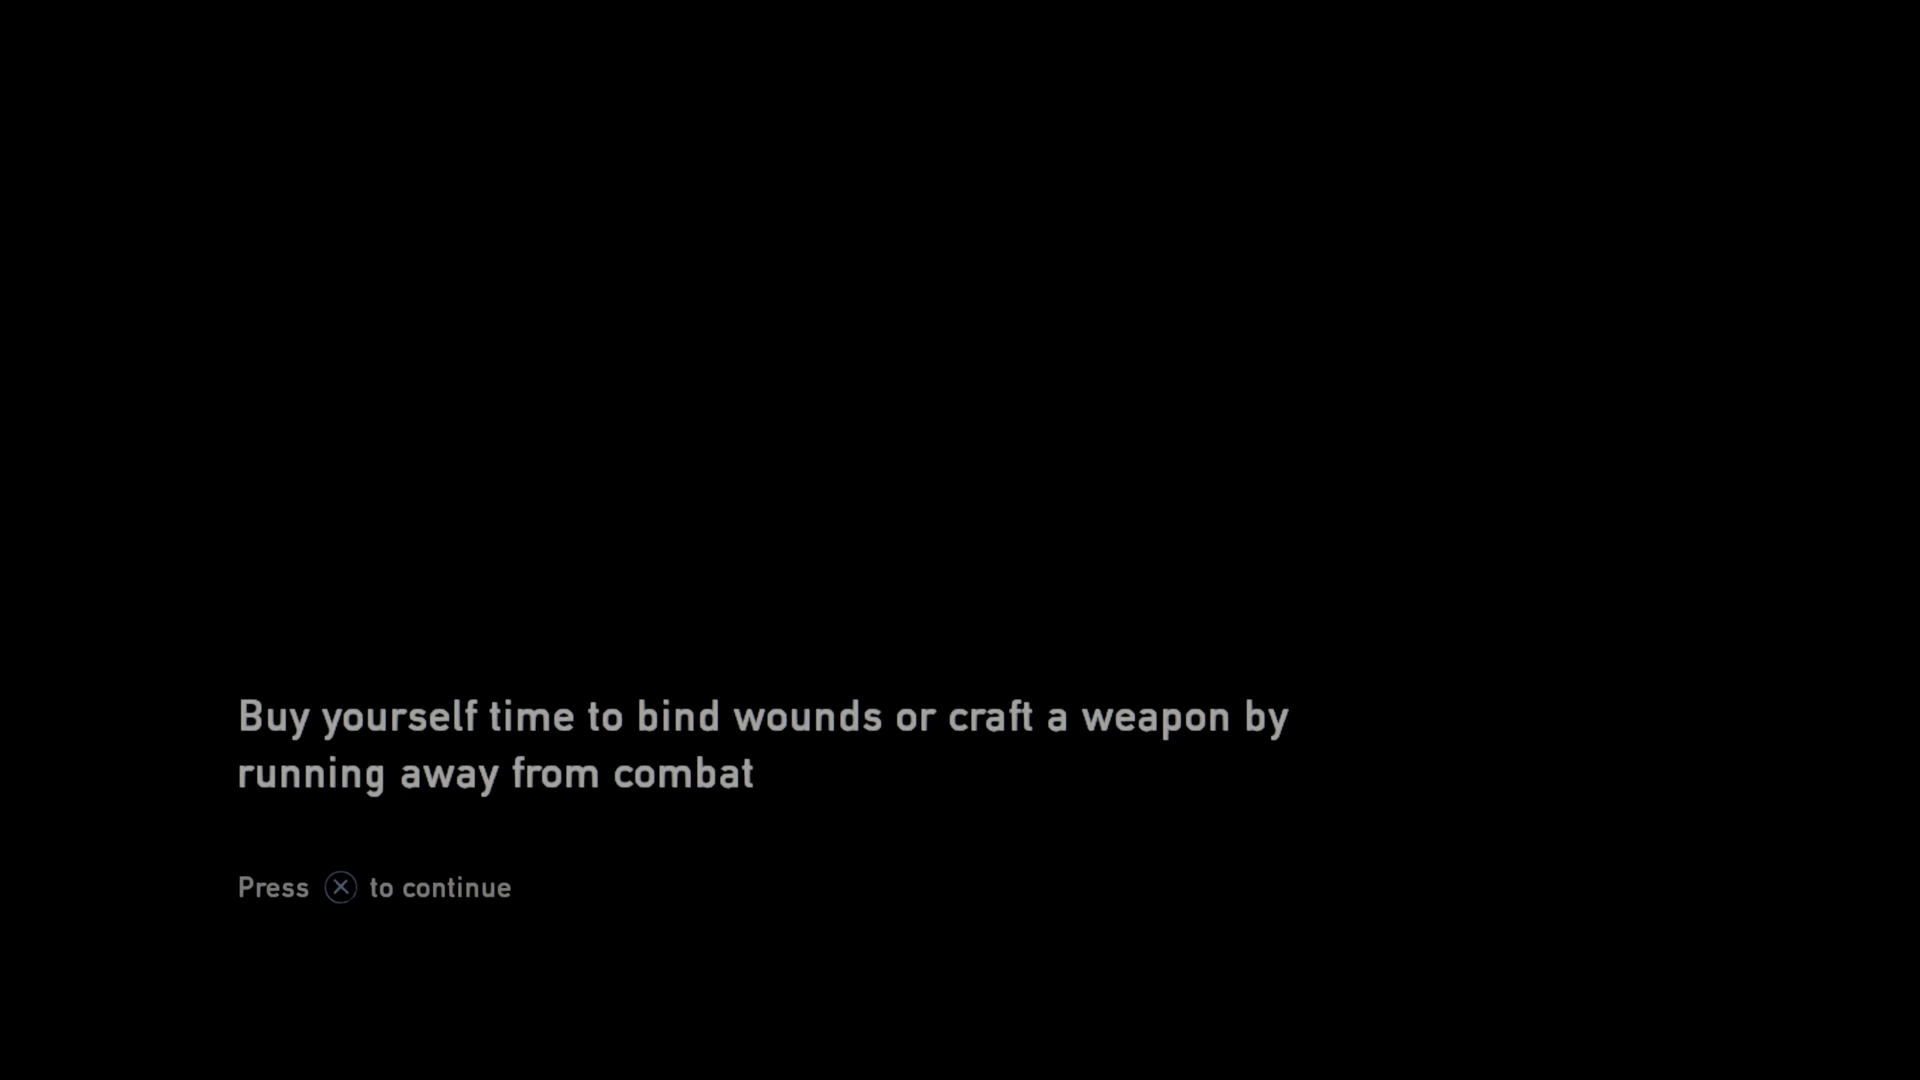 Buy yourself time to bind wounds or craft a weapon by
running away from combat
Press ⓧ to continue